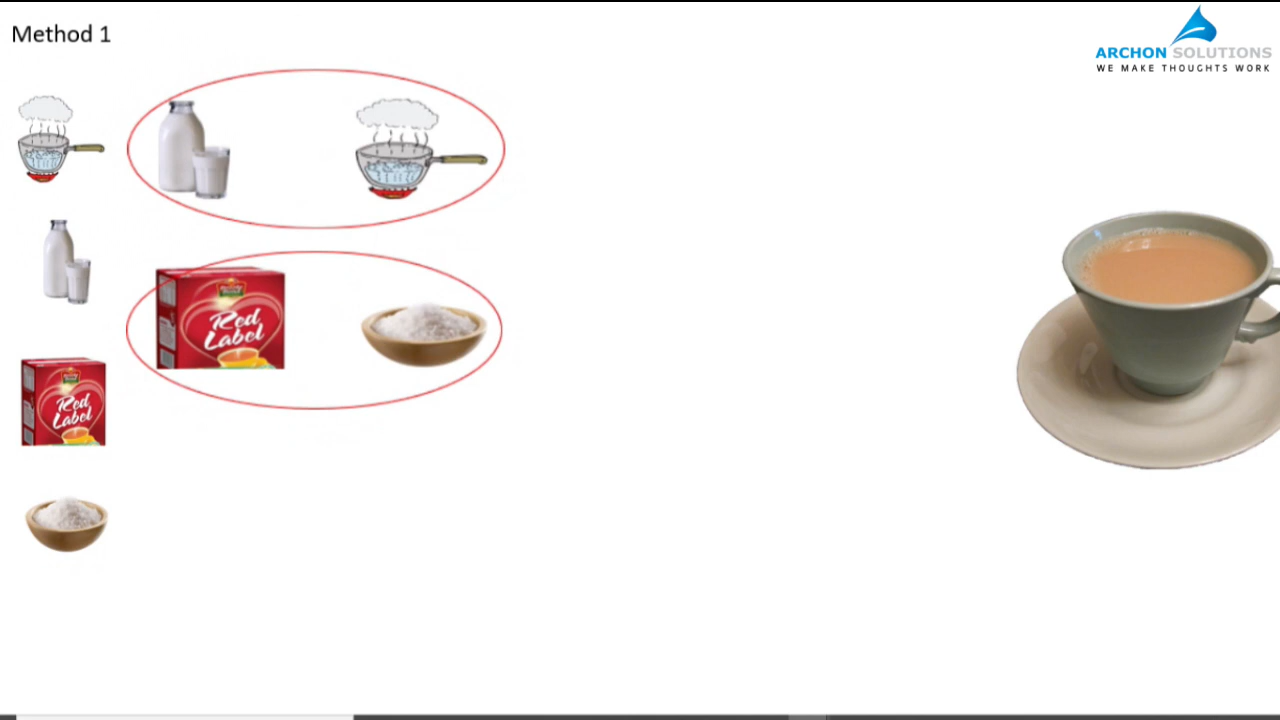 Method 1
ARCHON SOLUTIONS
WE MAKE THOUGHTS WORK
Red
Label
Red
Label